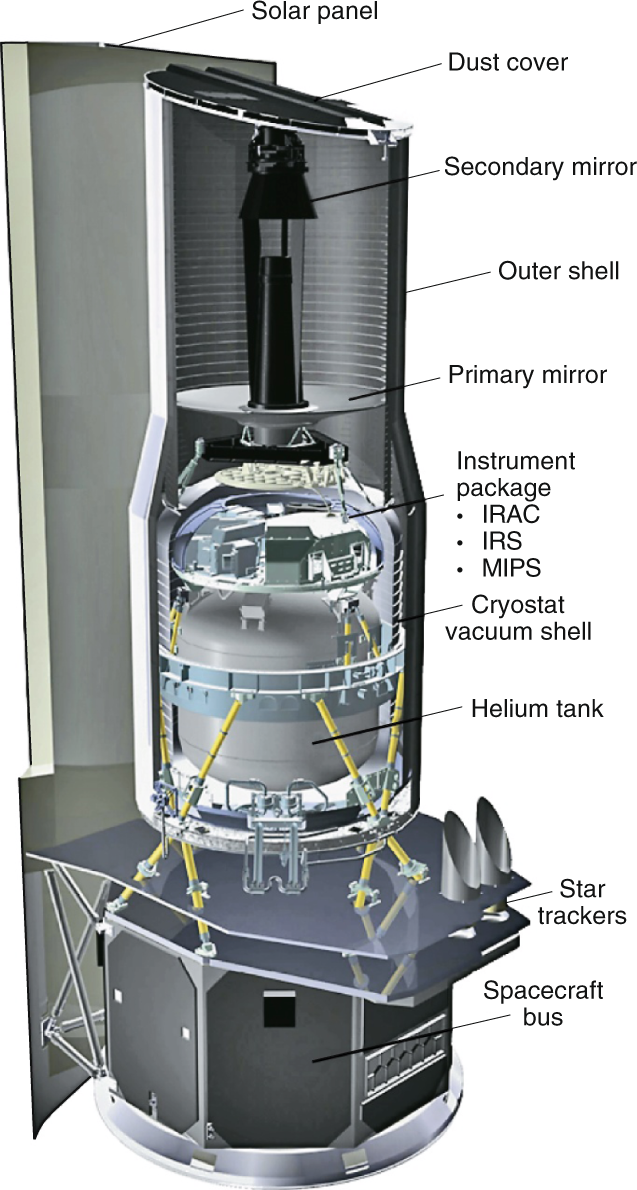 Solar panel
Dust cover
Secondary mirror
Outer shell
Primary mirror
Instrument
package
• IRAC
• IRS
• MIPS
Cryostat
vacuum shell
Helium tank
Star
trackers
Spacecraft
bus